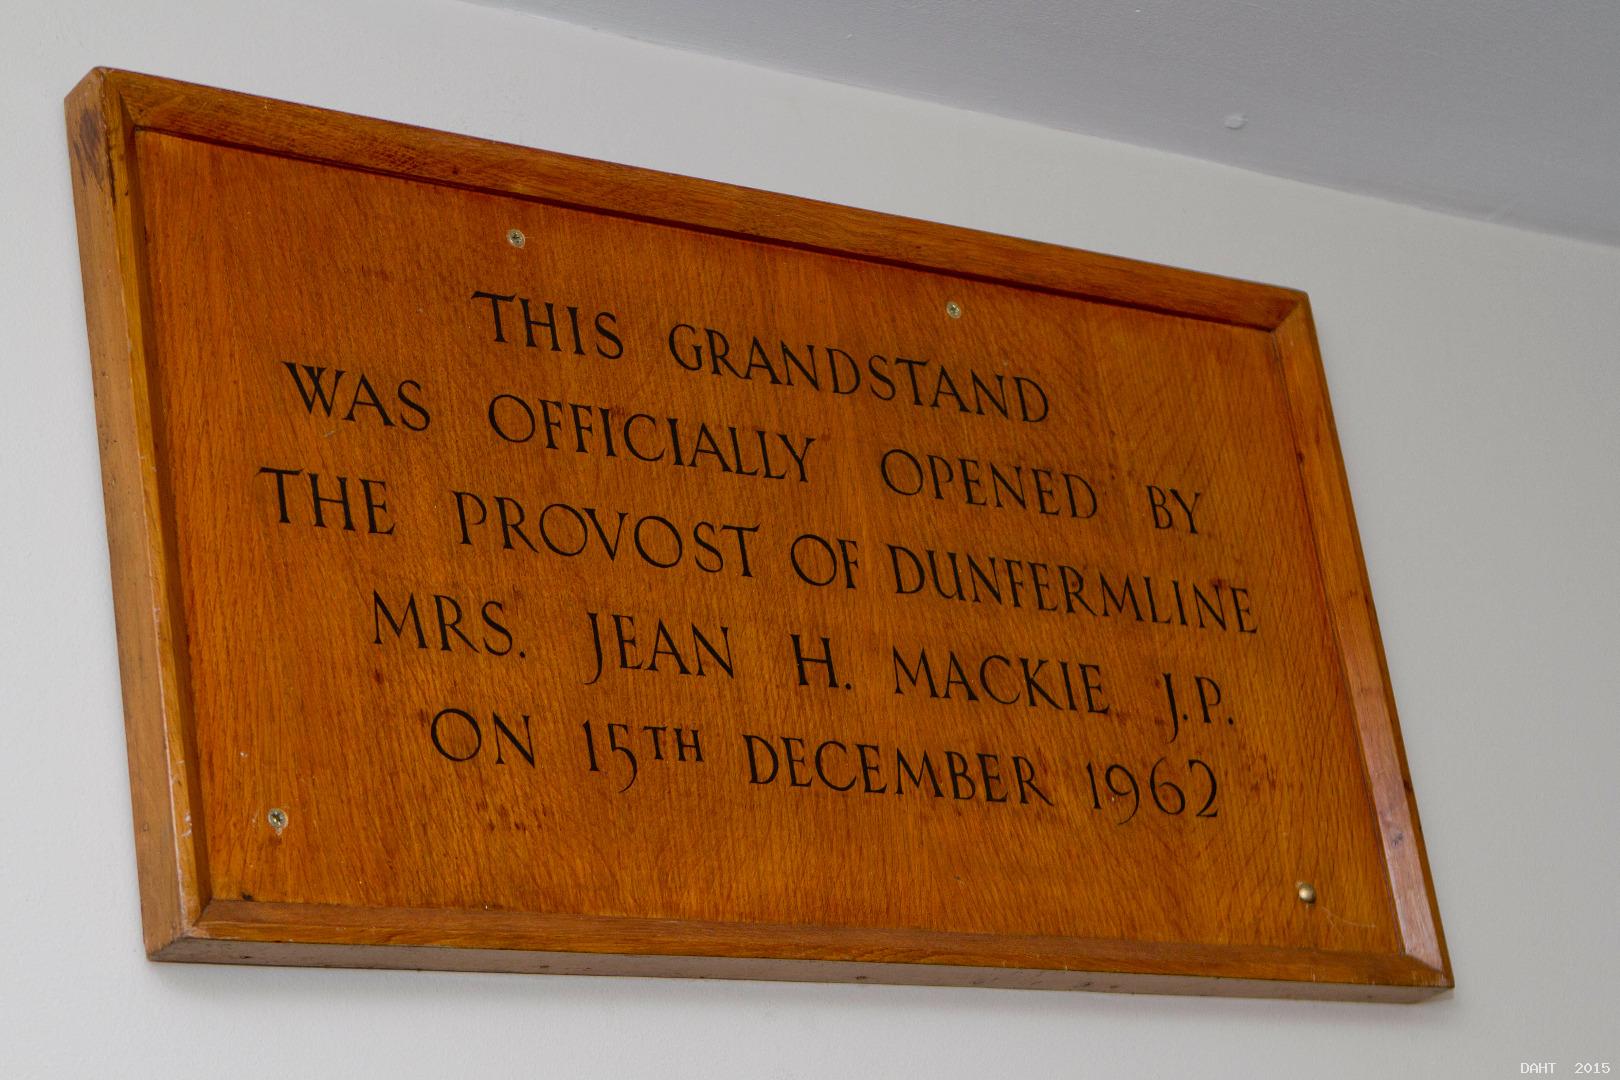 THIS GRANDSTAND
WAS OFFICIALLY OPENED BY
THE PROVOST OF DUNFERMLINE
MRS. JEAN H. MACKIE J.P.
ON 15TH DECEMBER 1962
DAHT 2015